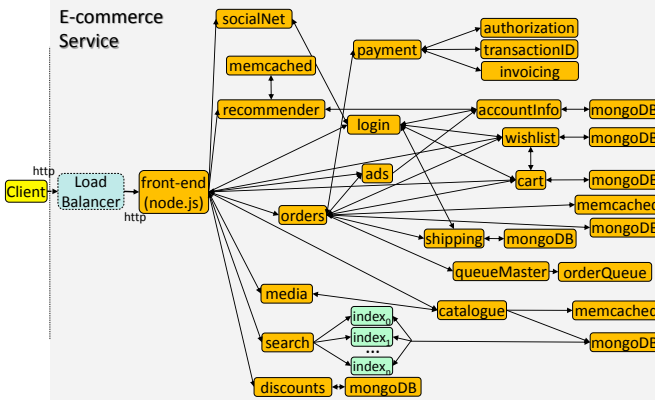 E-commerce
Service
socialNet
authorization
payment
transactionID
memcached
invoicing
recommender
accountInfo
mongoDB
login
wishlist
mongoDB
http
Client
Load
Balancer
http
front-end
(node.js)
ads
cart
mongoDB
memcached
orders
mongoDB
shipping
mongoDB
queueMaster
orderQueue
media
index0
catalogue
memcached
search
index1
...
indexn
mongoDB
discounts
mongoDB